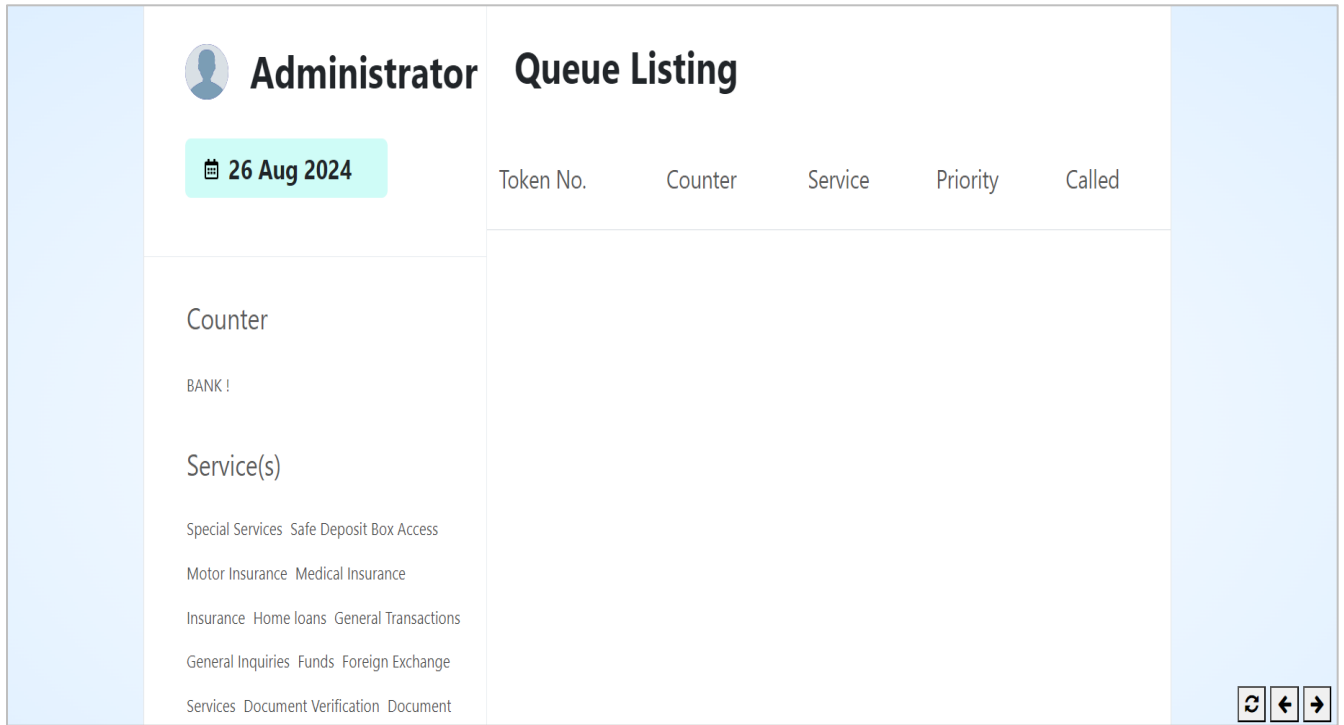 Administrator
26 Aug 2024
Counter
BANK !
Service(s)
Special Services Safe Deposit Box Access
Motor Insurance Medical Insurance
Insurance Home loans General Transactions
General Inquiries Funds Foreign Exchange
Services Document Verification Document
Queue Listing
Token No. Counter Service Priority Called